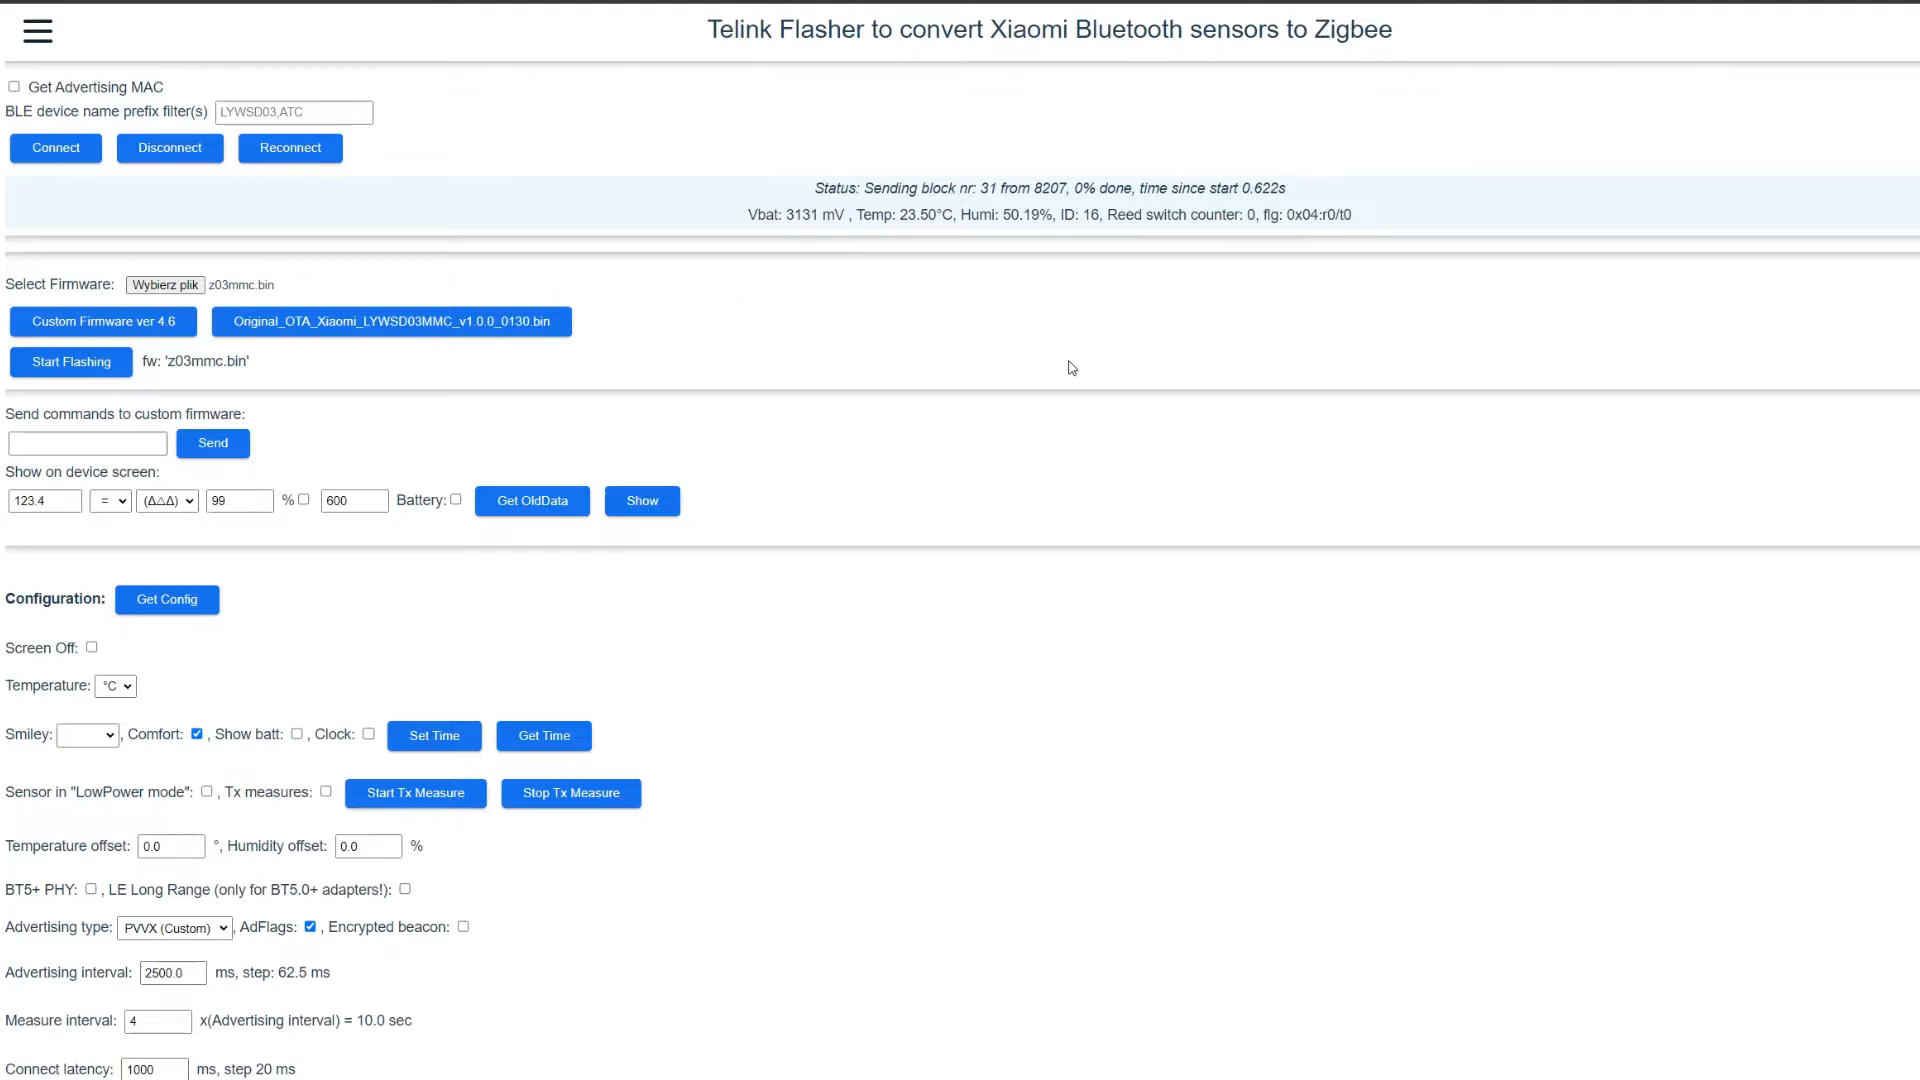 Telink Flasher to convert Xiaomi Bluetooth sensors to Zigbee
Get Advertising MAC
BLE device name prefix filter(s) LYWSD03,ATC
Connect Disconnect Reconnect
Status: Sending block nr: 31 from 8207, 0% done, time since start 0.622s
Vbat: 3131 mV , Temp: 23.50°C, Humi: 50.19%, ID: 16, Reed switch counter: 0, flg: 0x04:r0/t0
Select Firmware: Wybierz plik z03mmc.bin
Custom Firmware ver 4.6 Original_OTA_Xiaomi_LYWSD03MMC_v1.0.0_0130.bin
Start Flashing fw: 'z03mmc.bin'
Send commands to custom firmware:
Send
Show on device screen:
123.4 = (Δ△Δ) 99 % 600 Battery: Get OldData Show
Configuration: Get Config
Screen Off:
Temperature: °C
Smiley: , Comfort: , Show batt: , Clock: Set Time Get Time
Sensor in "LowPower mode": , Tx measures: Start Tx Measure Stop Tx Measure
Temperature offset: 0.0 °, Humidity offset: 0.0 %
BT5+ PHY: , LE Long Range (only for BT5.0+ adapters!):
Advertising type: PVVX (Custom) , AdFlags: , Encrypted beacon:
Advertising interval: 2500.0 ms, step: 62.5 ms
Measure interval: 4 x(Advertising interval) = 10.0 sec
Connect latency: 1000 ms, step 20 ms